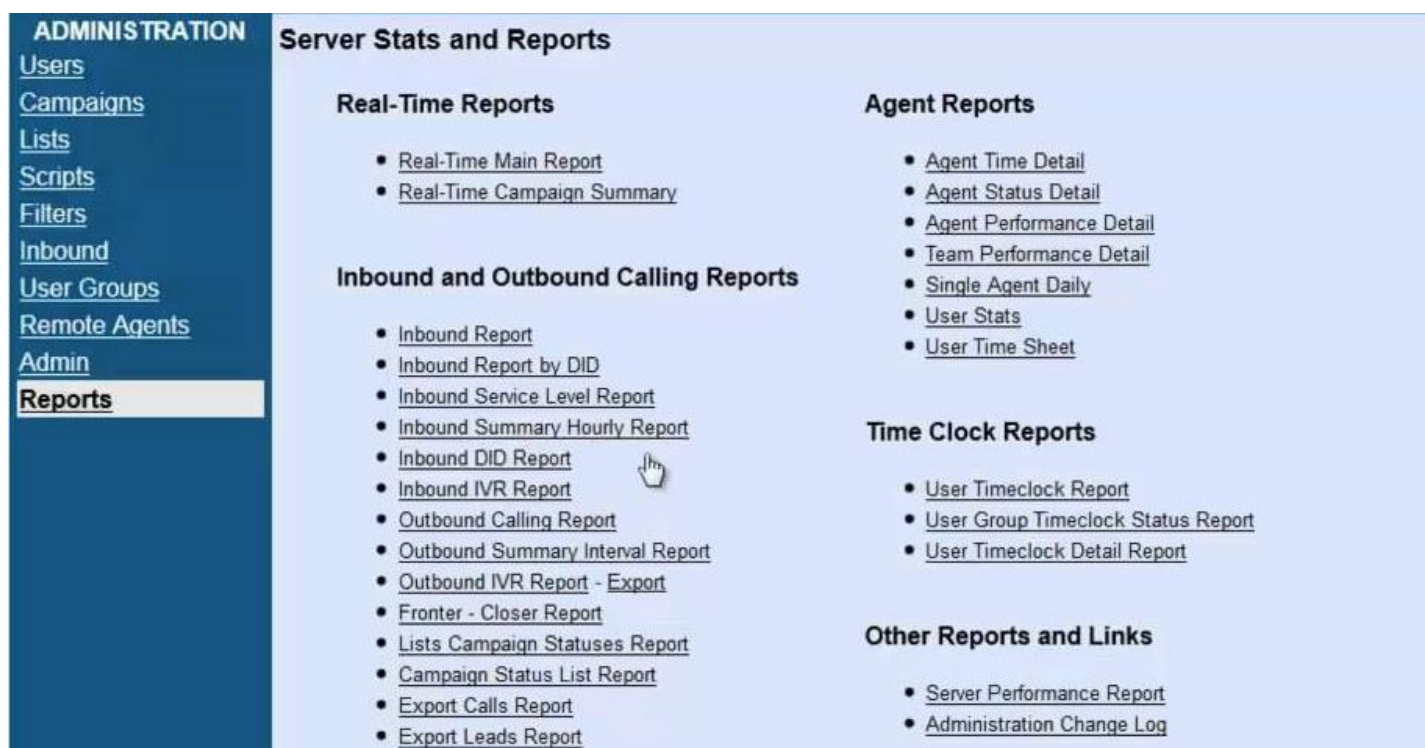 ADMINISTRATION
Users
Campaigns
Lists
Scripts
Filters
Inbound
User Groups
Remote Agents
Admin
Reports
Server Stats and Reports
Real-Time Reports
Real-Time Main Report
Real-Time Campaign Summary
Inbound and Outbound Calling Reports
Inbound Report
Inbound Report by DID
Inbound Service Level Report
Inbound Summary Hourly Report
Inbound DID Report
Inbound IVR Report
Outbound Calling Report
Outbound Summary Interval Report
Outbound IVR Report - Export
Fronter - Closer Report
Lists Campaign Statuses Report
Campaign Status List Report
Export Calls Report
Export Leads Report
Agent Reports
Agent Time Detail
Agent Status Detail
Agent Performance Detail
Team Performance Detail
Single Agent Daily
User Stats
User Time Sheet
Time Clock Reports
User Timeclock Report
User Group Timeclock Status Report
User Timeclock Detail Report
Other Reports and Links
Server Performance Report
Administration Change Log